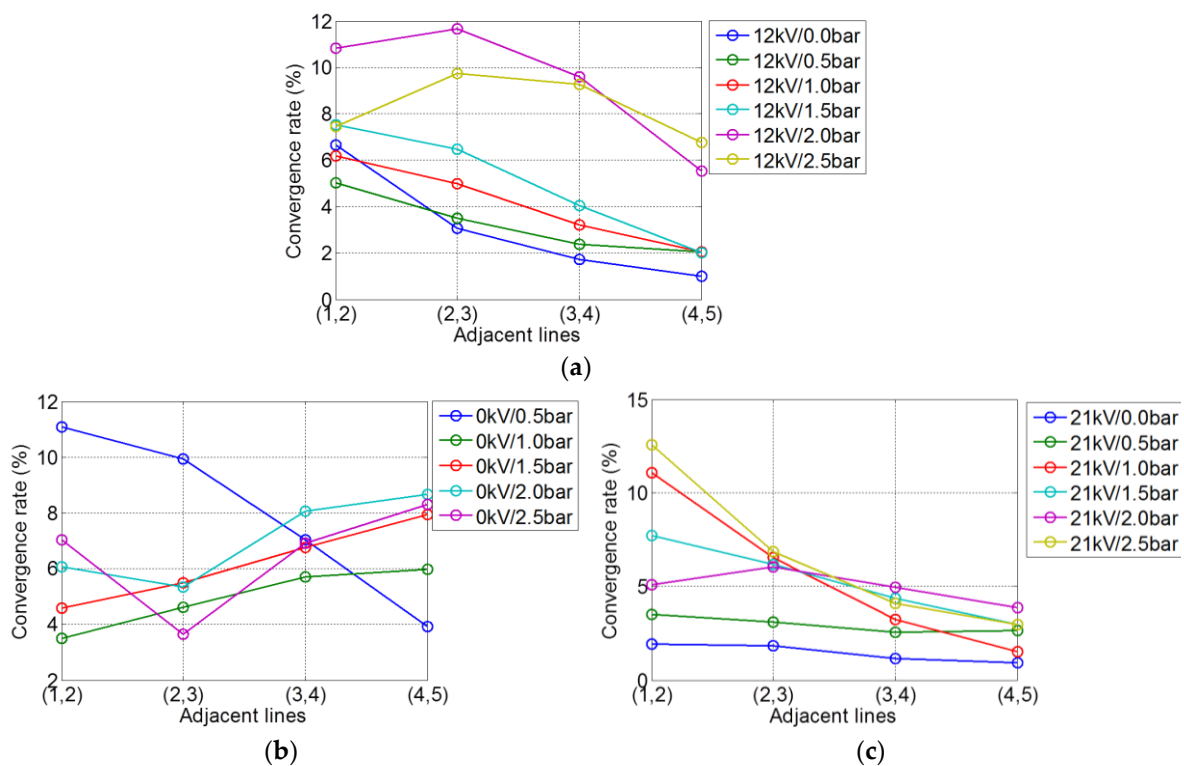 12
10
8
6
4
2
0
Convergence rate (%)
(1,2) (2,3) (3,4) (4,5)
Adjacent lines
12kV/0.0bar
12kV/0.5bar
12kV/1.0bar
12kV/1.5bar
12kV/2.0bar
12kV/2.5bar
(a)
12
10
8
6
4
2
Convergence rate (%)
(1,2) (2,3) (3,4) (4,5)
Adjacent lines
0kV/0.5bar
0kV/1.0bar
0kV/1.5bar
0kV/2.0bar
0kV/2.5bar
(b)
15
10
5
0
Convergence rate (%)
(1,2) (2,3) (3,4) (4,5)
Adjacent lines
21kV/0.0bar
21kV/0.5bar
21kV/1.0bar
21kV/1.5bar
21kV/2.0bar
21kV/2.5bar
(c)